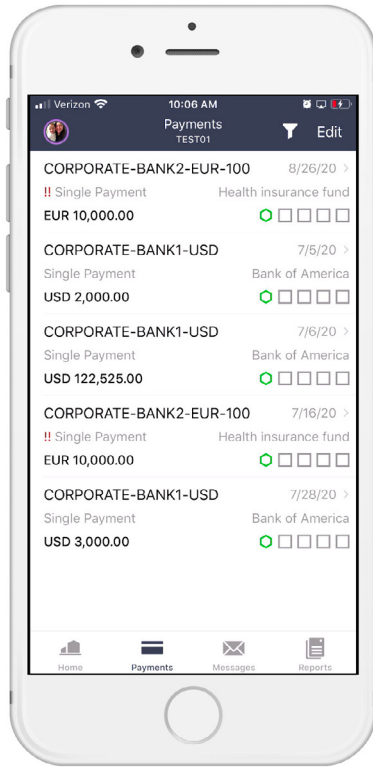 Verizon 10:06 AM
Payments
TEST01
Edit
CORPORATE-BANK2-EUR-100 8/26/20
!! Single Payment Health insurance fund
EUR 10,000.00
CORPORATE-BANK1-USD 7/5/20
Single Payment Bank of America
USD 2,000.00
CORPORATE-BANK1-USD 7/6/20
Single Payment Bank of America
USD 122,525.00
CORPORATE-BANK2-EUR-100 7/16/20
!! Single Payment Health insurance fund
EUR 10,000.00
CORPORATE-BANK1-USD 7/28/20
Single Payment Bank of America
USD 3,000.00
Home Payments Messages Reports